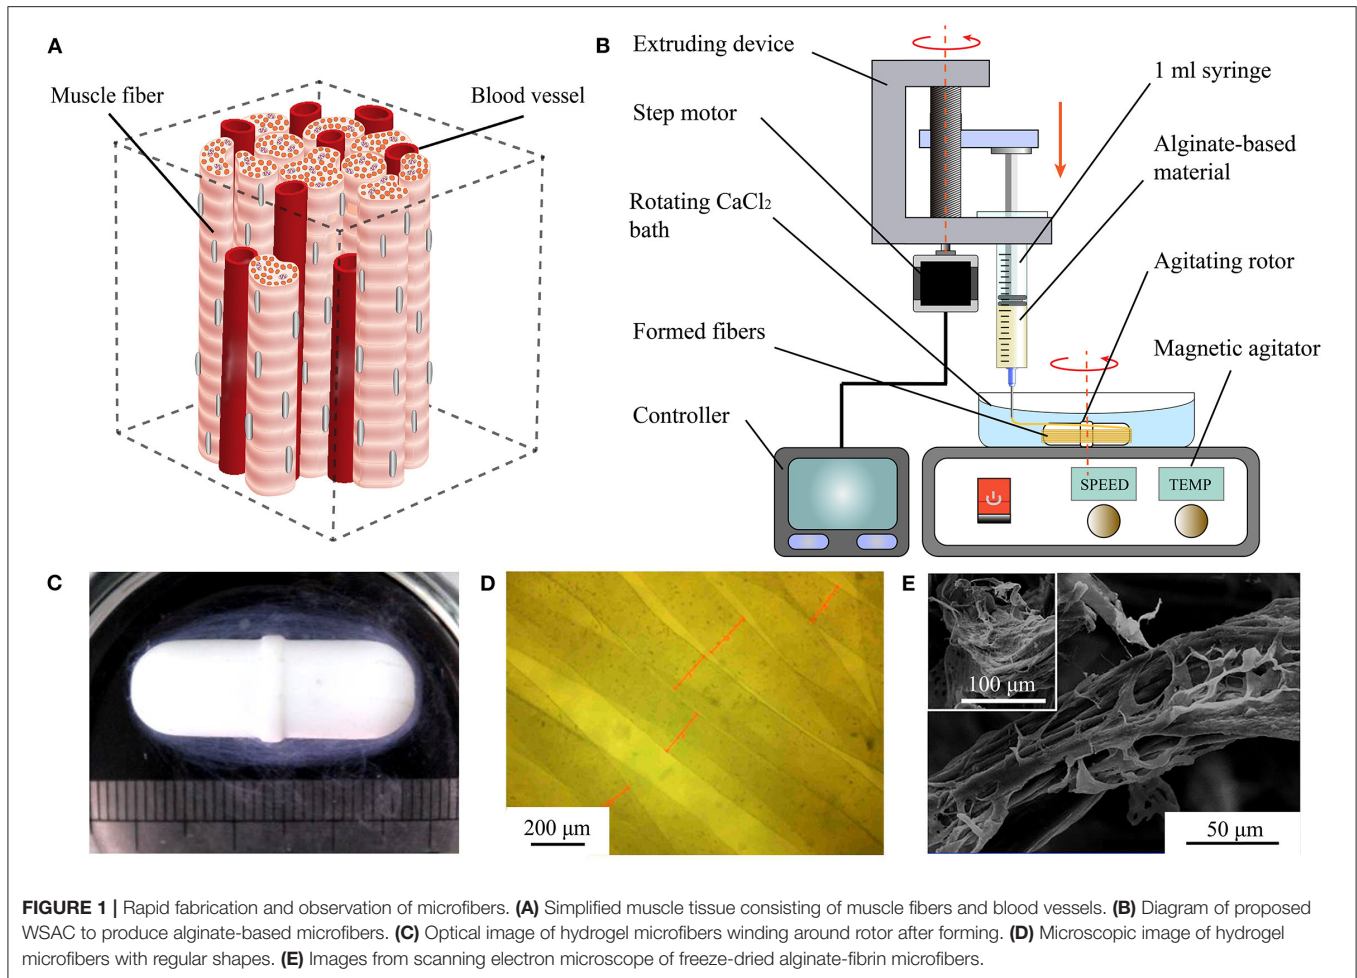 A
Muscle fiber
Blood vessel
B
Extruding device
Step motor
Rotating CaCl2
bath
Formed fibers
Controller
1 ml syringe
Alginate-based
material
Agitating rotor
Magnetic agitator
SPEED
TEMP
C
D
200 μm
E
100 μm
50 μm
FIGURE 1 | Rapid fabrication and observation of microfibers. (A) Simplified muscle tissue consisting of muscle fibers and blood vessels. (B) Diagram of proposed
WSAC to produce alginate-based microfibers. (C) Optical image of hydrogel microfibers winding around rotor after forming. (D) Microscopic image of hydrogel
microfibers with regular shapes. (E) Images from scanning electron microscope of freeze-dried alginate-fibrin microfibers.